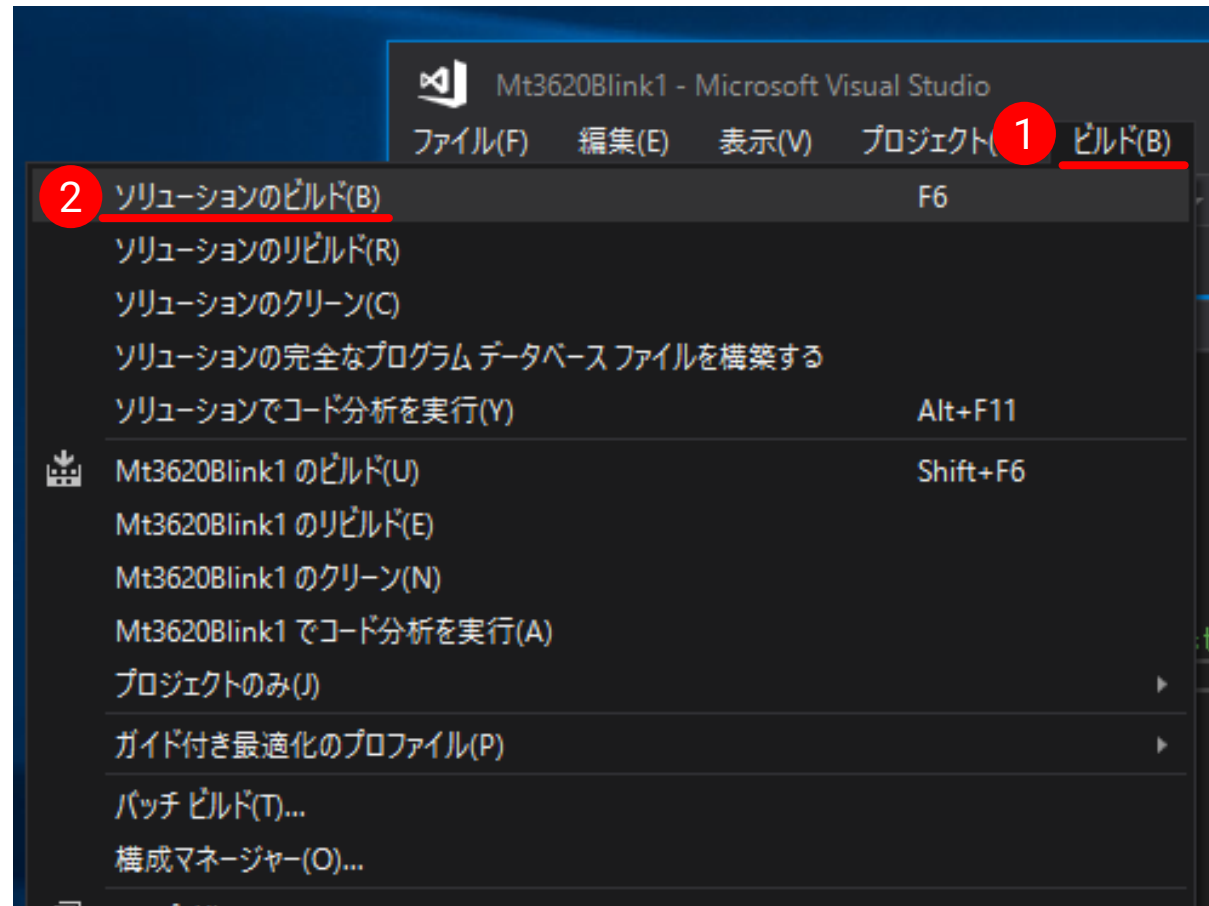 Mt3620Blink1 - Microsoft Visual Studio
ファイル(F) 編集(E) 表示(V) プロジェクト( 1 ビルド(B)
2 ソリューションのビルド(B) F6
ソリューションのリビルド(R)
ソリューションのクリーン(C)
ソリューションの完全なプログラム データベース ファイルを構築する
ソリューションでコード分析を実行(Y) Alt+F11
Mt3620Blink1 のビルド(U) Shift+F6
Mt3620Blink1 のリビルド(E)
Mt3620Blink1 のクリーン(N)
Mt3620Blink1 でコード分析を実行(A)
プロジェクトのみ(J)
ガイド付き最適化のプロファイル(P)
バッチ ビルド(T)...
構成マネージャー(O)...